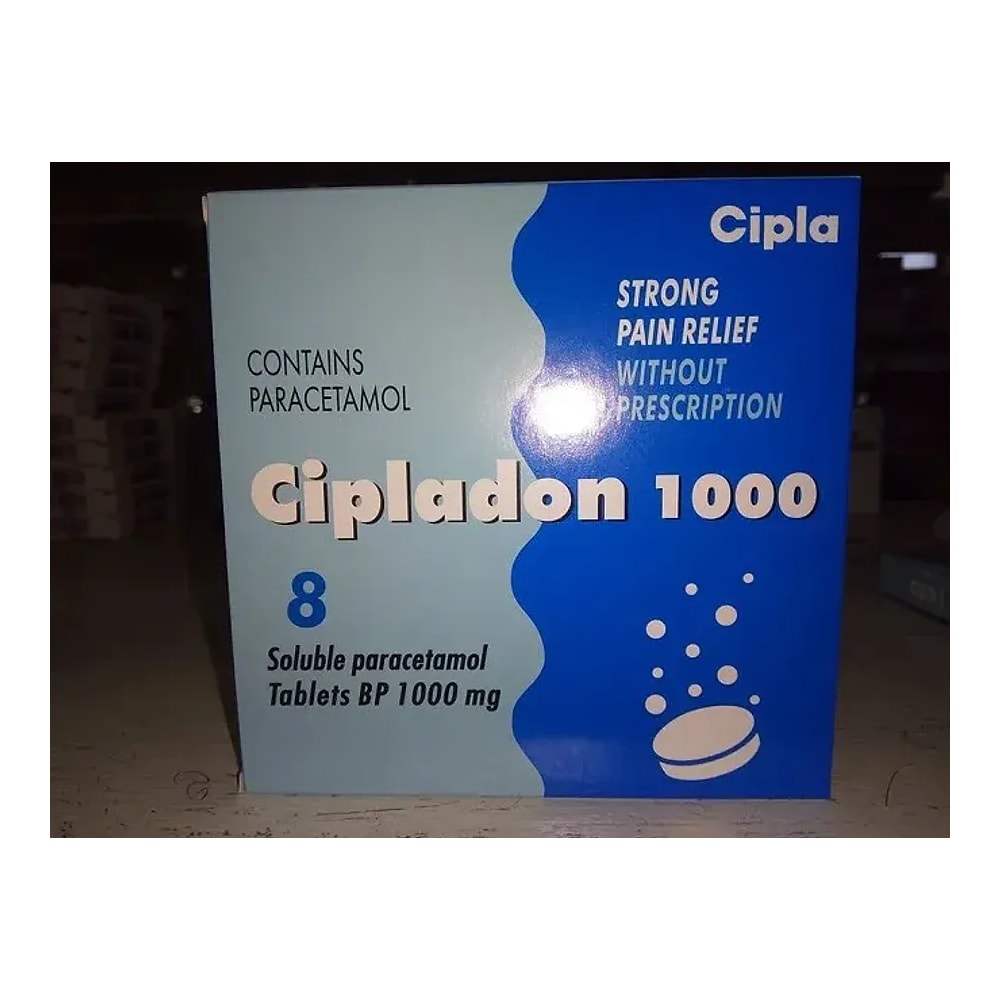 Cipla
STRONG
PAIN RELIEF
WITHOUT
PRESCRIPTION
CONTAINS
PARACETAMOL
Cipladon 1000
8
Soluble paracetamol
Tablets BP 1000 mg